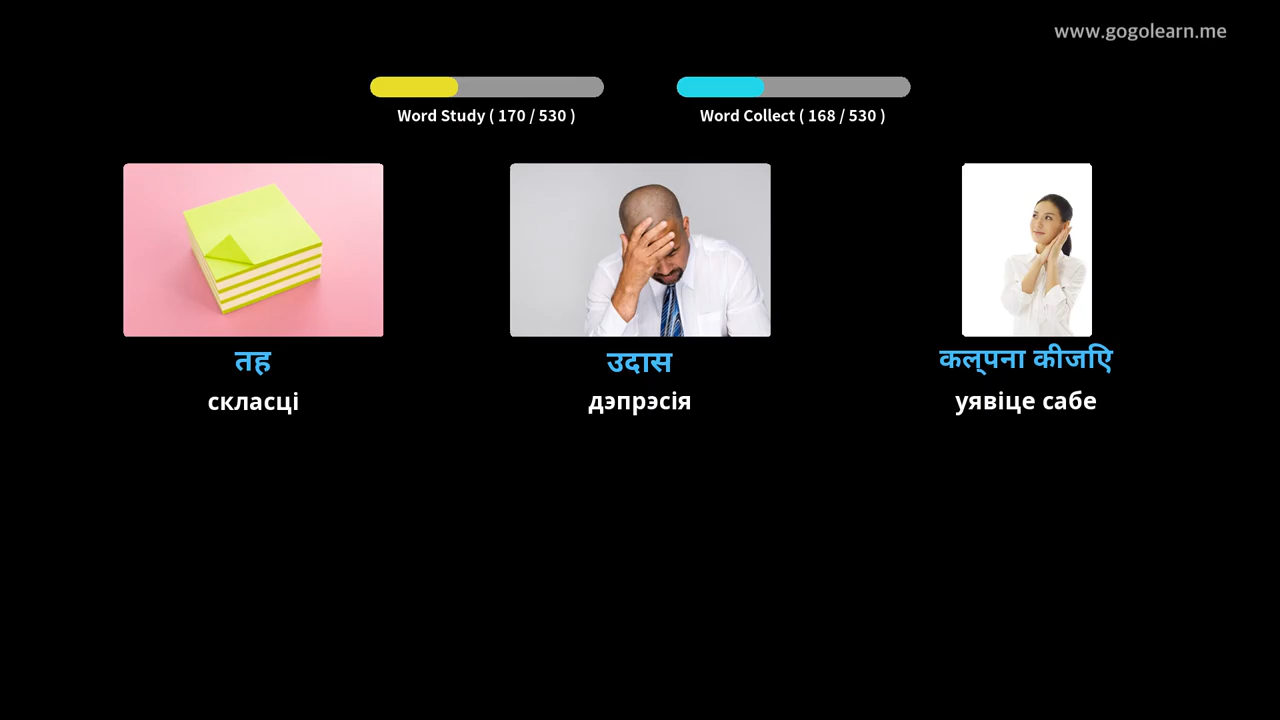 www.gogolearn.me
Word Study ( 170 / 530 )
Word Collect ( 168 / 530 )
तह
उदास
कल्पना कीजिए
скласці
дэпрэсія
уявіце сабе